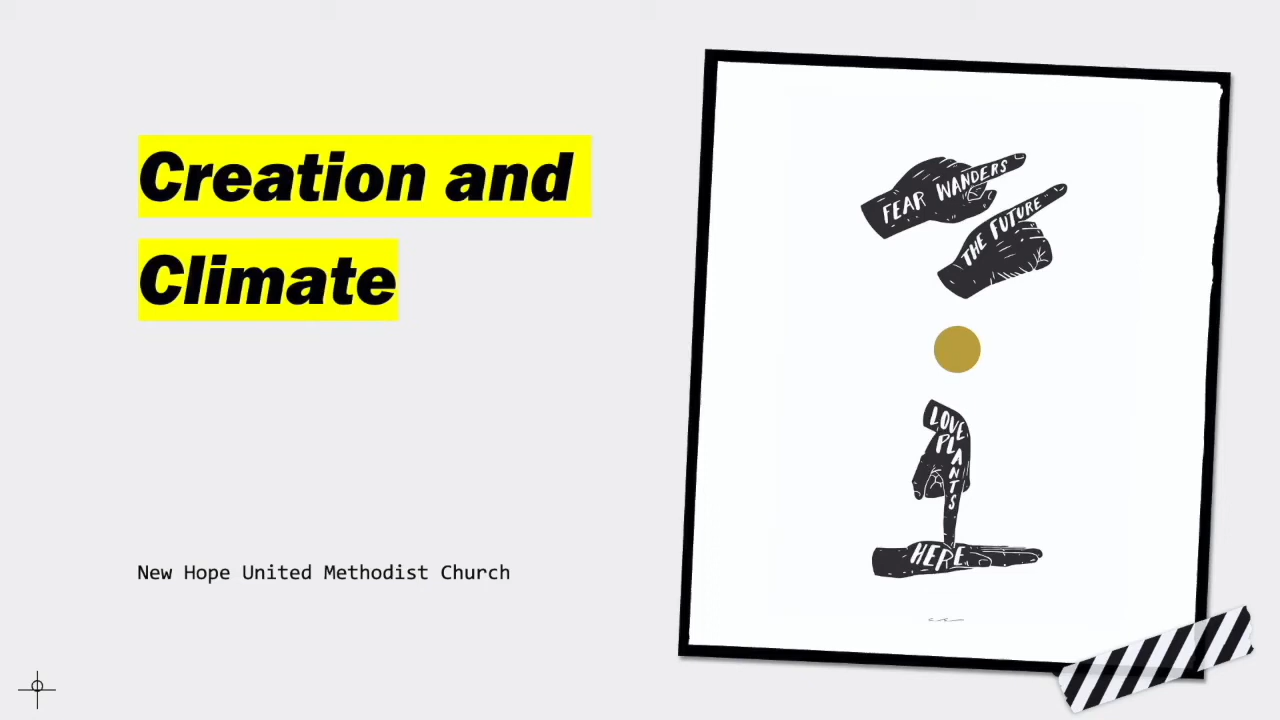 Creation and
Climate
New Hope United Methodist Church
FEAR WANDERS
THE FUTURE
LOVE
PLANTS
HERE